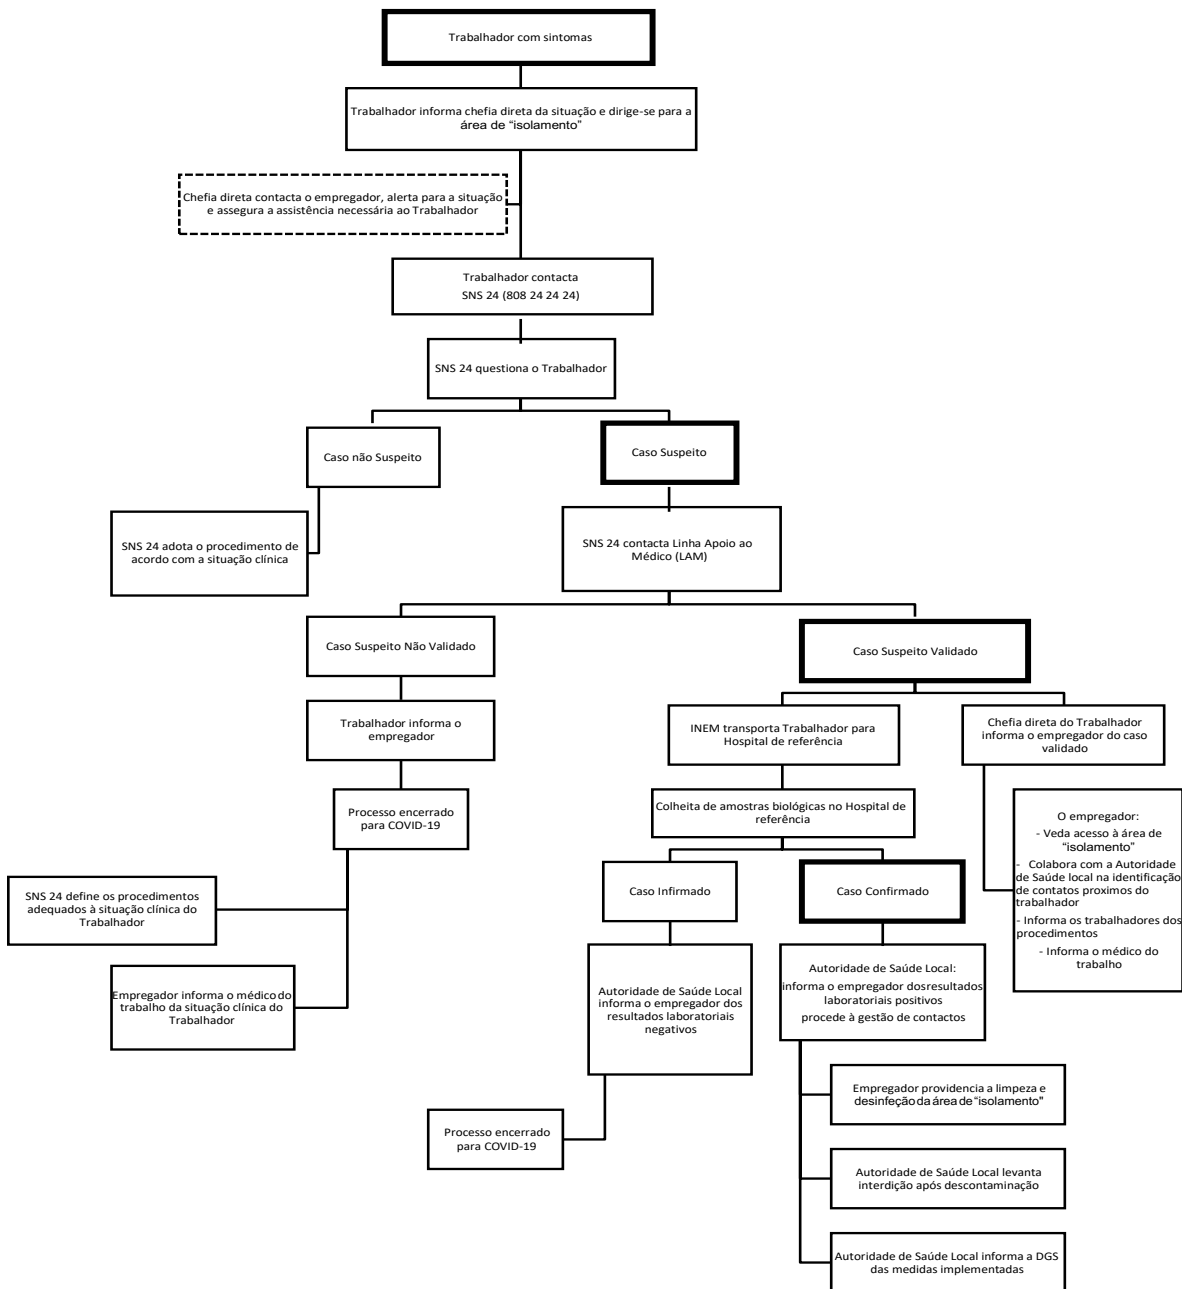 Trabalhador com sintomas
Trabalhador informa chefia direta da situação e dirige-se para a
área de “isolamento”
Chefia direta contacta o empregador, alerta para a situação
e assegura a assistência necessária ao Trabalhador
Trabalhador contacta
SNS 24 (808 24 24 24)
SNS 24 questiona o Trabalhador
Caso não Suspeito
Caso Suspeito
SNS 24 adota o procedimento de
acordo com a situação clínica
SNS 24 contacta Linha Apoio ao
Médico (LAM)
Caso Suspeito Não Validado
Caso Suspeito Validado
Trabalhador informa o
empregador
INEM transporta Trabalhador para
Hospital de referência
Chefia direta do Trabalhador
informa o empregador do caso
validado
Processo encerrado
para COVID-19
Colheita de amostras biológicas no Hospital de
referência
O empregador:
- Veda acesso à área de
“isolamento”
- Colabora com a Autoridade
de Saúde local na identificação
de contatos proximos do
trabalhador
- Informa os trabalhadores dos
procedimentos
- Informa o médico do
trabalho
SNS 24 define os procedimentos
adequados à situação clínica do
Trabalhador
Caso Infirmado
Caso Confirmado
Empregador informa o médico do
trabalho da situação clínica do
Trabalhador
Autoridade de Saúde Local
informa o empregador dos
resultados laboratoriais
negativos
Autoridade de Saúde Local:
informa o empregador dosresultados
laboratoriais positivos
procede à gestão de contactos
Processo encerrado
para COVID-19
Empregador providencia a limpeza e
desinfeção da área de “isolamento”
Autoridade de Saúde Local levanta
interdição após descontaminação
Autoridade de Saúde Local informa a DGS
das medidas implementadas